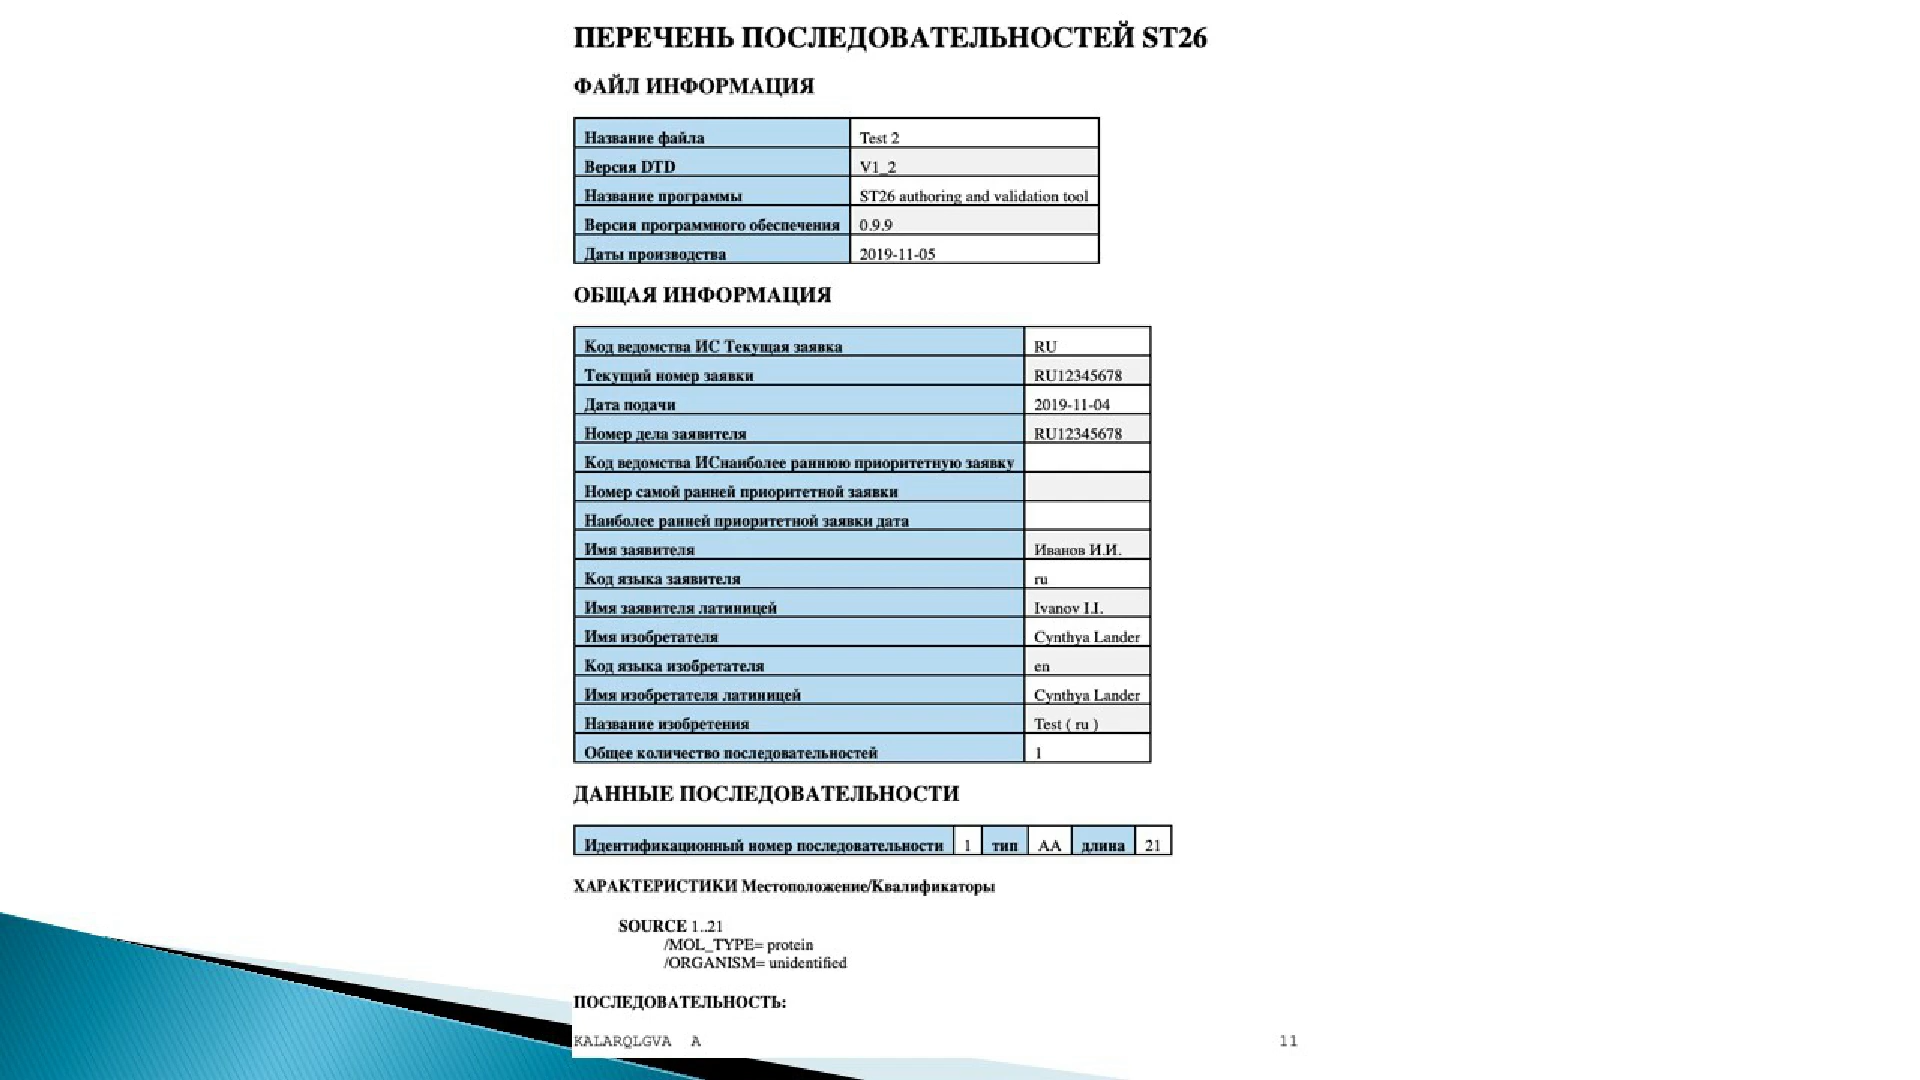 ПЕРЕЧЕНЬ ПОСЛЕДОВАТЕЛЬНОСТЕЙ ST26
ФАЙЛ ИНФОРМАЦИЯ
Название файла Test 2
Версия DTD V1_2
Название программы ST26 authoring and validation tool
Версия программного обеспечения 0.9.9
Даты производства 2019-11-05
ОБЩАЯ ИНФОРМАЦИЯ
Код ведомства ИС Текущая заявка RU
Текущий номер заявки RU12345678
Дата подачи 2019-11-04
Номер дела заявителя RU12345678
Код ведомства ИСнаиболее раннюю приоритетную заявку
Номер самой ранней приоритетной заявки
Наиболее ранней приоритетной заявки дата
Имя заявителя Иванов И.И.
Код языка заявителя ru
Имя заявителя латиницей Ivanov I.I.
Имя изобретателя Cynthya Lander
Код языка изобретателя en
Имя изобретателя латиницей Cynthya Lander
Название изобретения Test ( ru )
Общее количество последовательностей 1
ДАННЫЕ ПОСЛЕДОВАТЕЛЬНОСТИ
Идентификационный номер последовательности 1 тип AA длина 21
ХАРАКТЕРИСТИКИ Местоположение/Квалификаторы
SOURCE 1..21
/MOL_TYPE= protein
/ORGANISM= unidentified
ПОСЛЕДОВАТЕЛЬНОСТЬ:
KALARQLGVA A 11